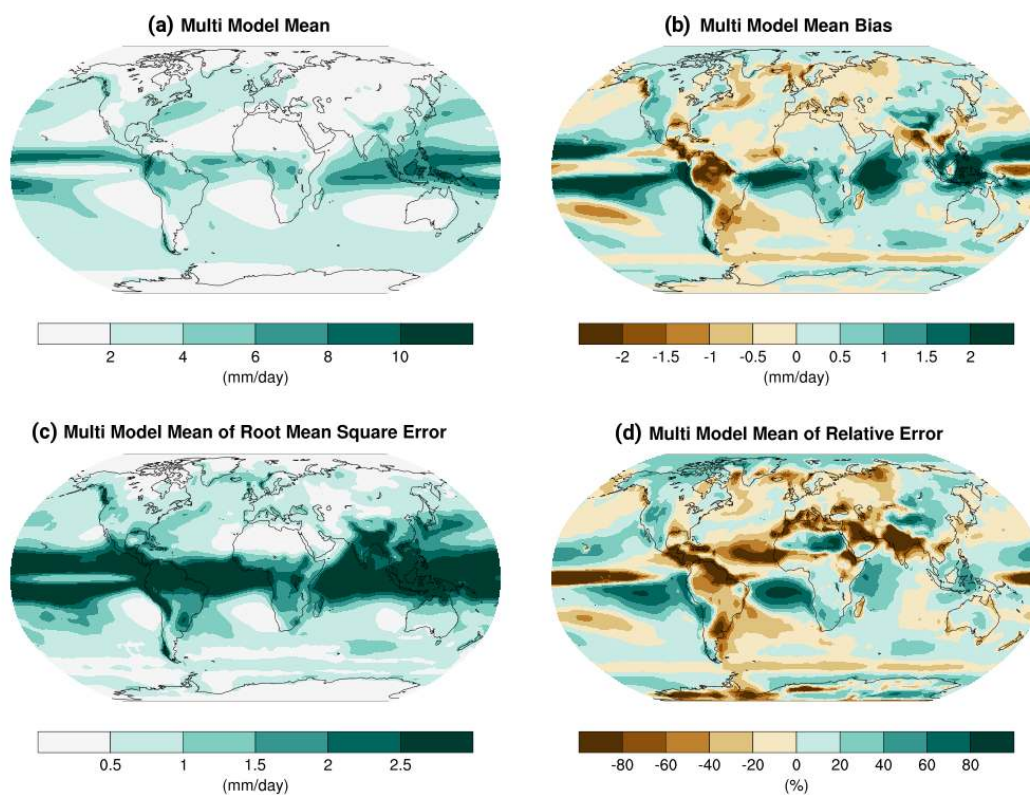 (a) Multi Model Mean
(b) Multi Model Mean Bias
2 4 6 8 10
(mm/day)
-2 -1.5 -1 -0.5 0 0.5 1 1.5 2
(mm/day)
(c) Multi Model Mean of Root Mean Square Error
(d) Multi Model Mean of Relative Error
0.5 1 1.5 2 2.5
(mm/day)
-80 -60 -40 -20 0 20 40 60 80
(%)